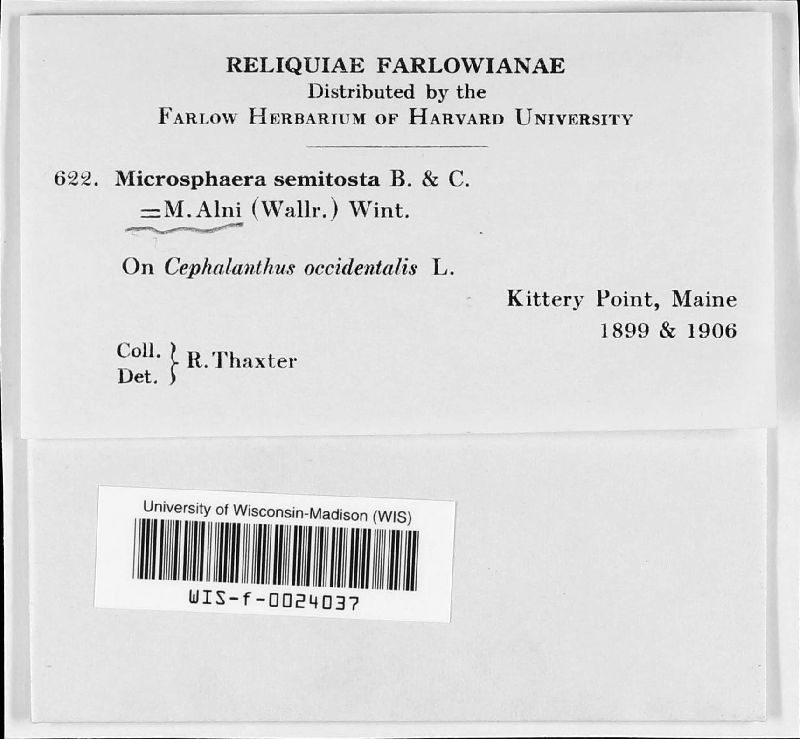 RELIQUIAE FARLOWIANAE
Distributed by the
FARLOW HERBARIUM OF HARVARD UNIVERSITY
622. Microsphaera semitosta B. & C.
=M. Alni (Wallr.) Wint.
On Cephalanthus occidentalis L.
Kittery Point, Maine
1899 & 1906
Coll.
Det. } R. Thaxter
University of Wisconsin-Madison (WIS)
WIS-f-0024037